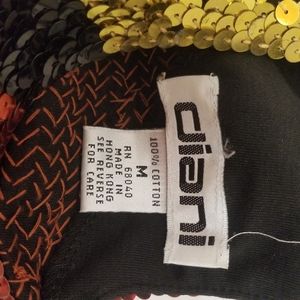 diani
100% COTTON
M
RN 68040
MADE IN
HONG KONG
SEE REVERSE
FOR CARE